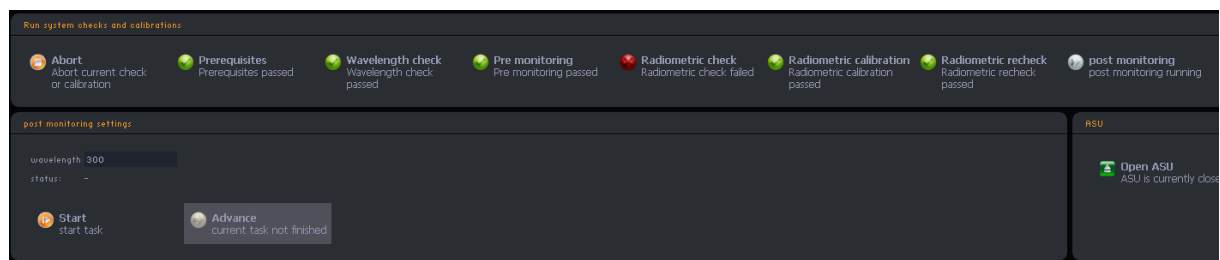 Run system checks and calibrations
Abort
Abort current check
or calibration
Prerequisites
Prerequisites passed
Wavelength check
Wavelength check
passed
Pre monitoring
Pre monitoring passed
Radiometric check
Radiometric check failed
Radiometric calibration
Radiometric calibration
passed
Radiometric recheck
Radiometric recheck
passed
post monitoring
post monitoring running
post monitoring settings
wavelength 300
status: -
Start
start task
Advance
current task not finished
ASU
Open ASU
ASU is currently close